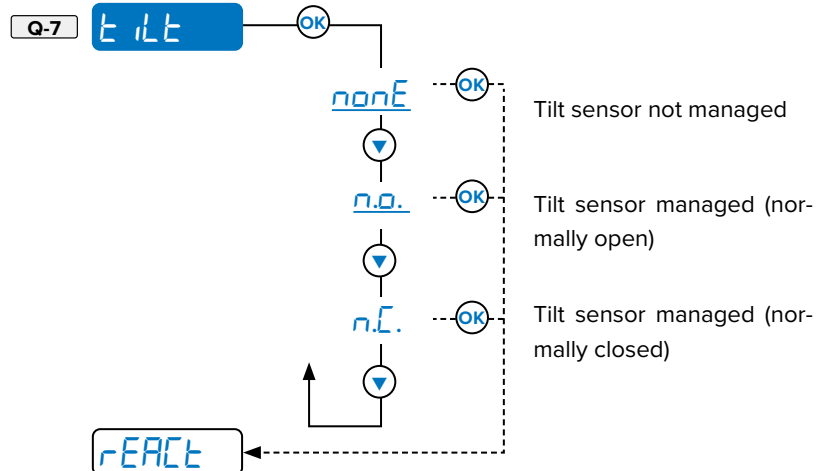 Q-7 tiLt OK
nonE OK Tilt sensor not managed
n.o. OK Tilt sensor managed (nor-
mally open)
n.C. OK Tilt sensor managed (nor-
mally closed)
rEACt